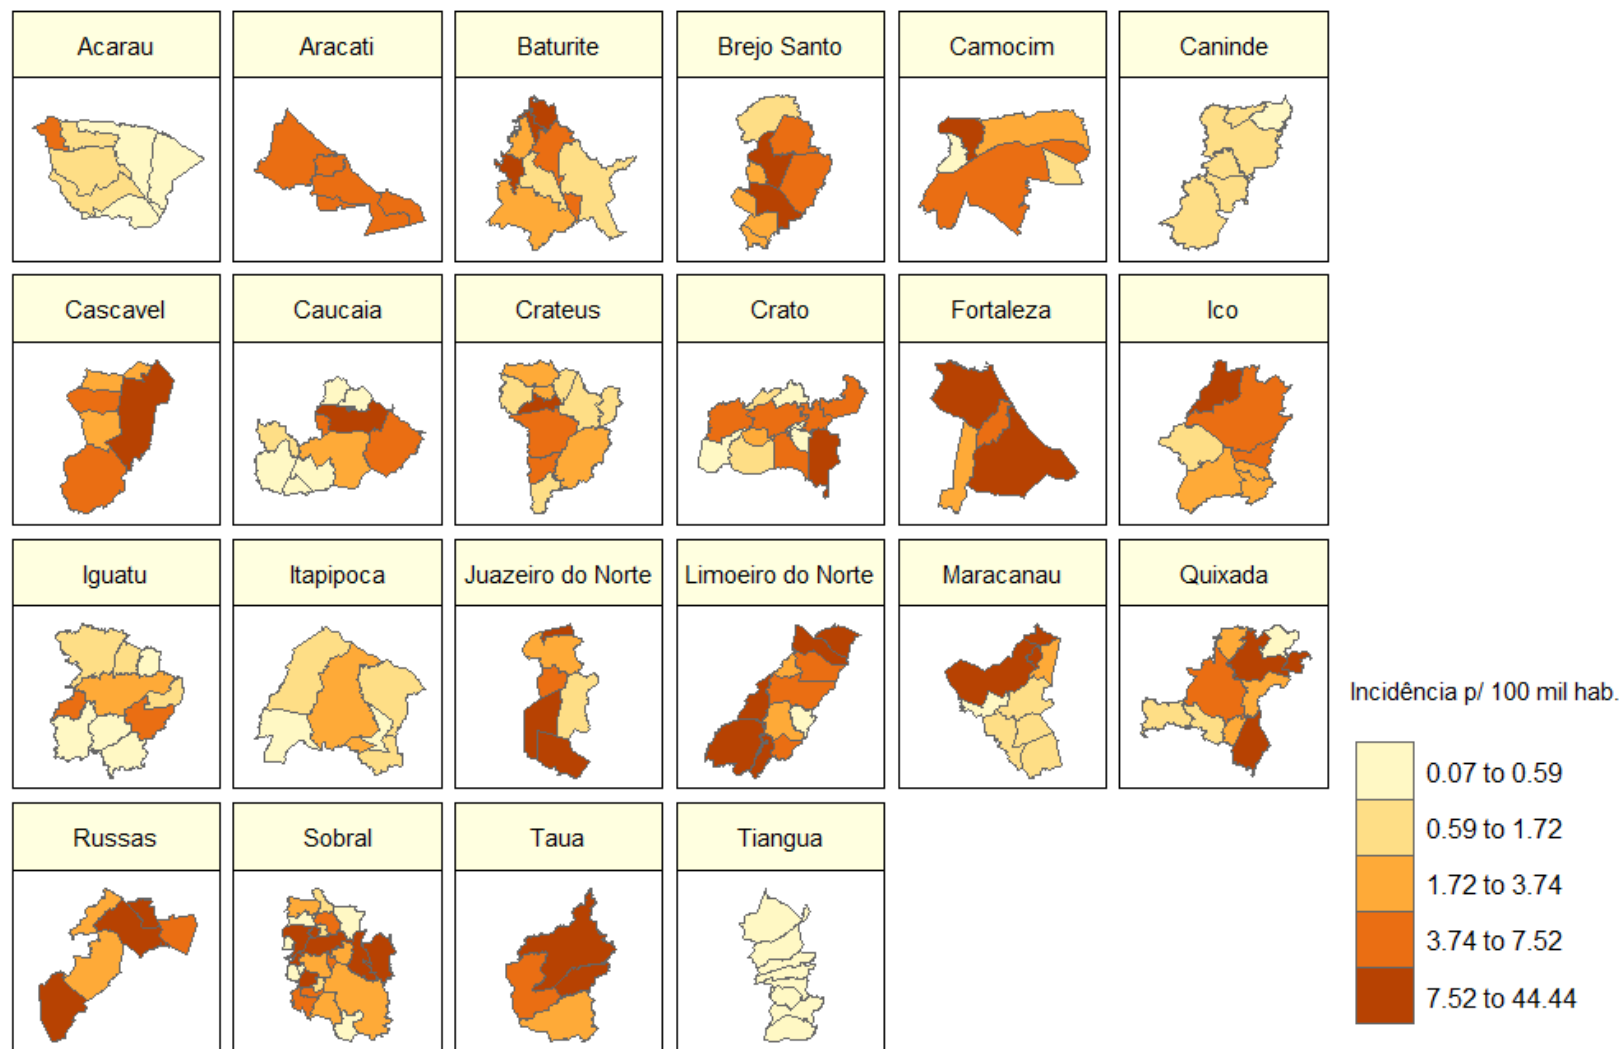 Acarau
Aracati
Baturite
Brejo Santo
Camocim
Caninde
Cascavel
Caucaia
Crateus
Crato
Fortaleza
Ico
Iguatu
Itapipoca
Juazeiro do Norte
Limoeiro do Norte
Maracanau
Quixada
Russas
Sobral
Taua
Tiangua
Incidência p/ 100 mil hab.
0.07 to 0.59
0.59 to 1.72
1.72 to 3.74
3.74 to 7.52
7.52 to 44.44